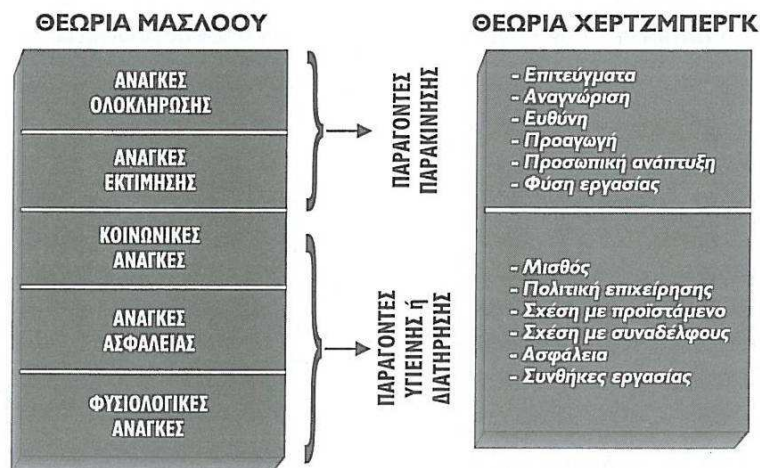 ΘΕΩΡΙΑ ΜΑΣΛΟΟΥ
ΑΝΑΓΚΕΣ
ΟΛΟΚΛΗΡΩΣΗΣ
ΑΝΑΓΚΕΣ
ΕΚΤΙΜΗΣΗΣ
ΚΟΙΝΩΝΙΚΕΣ
ΑΝΑΓΚΕΣ
ΑΝΑΓΚΕΣ
ΑΣΦΑΛΕΙΑΣ
ΦΥΣΙΟΛΟΓΙΚΕΣ
ΑΝΑΓΚΕΣ
ΠΑΡΑΓΟΝΤΕΣ
ΠΑΡΑΚΙΝΗΣΗΣ
ΠΑΡΑΓΟΝΤΕΣ
ΥΓΙΕΙΝΗΣ ή
ΔΙΑΤΗΡΗΣΗΣ
ΘΕΩΡΙΑ ΧΕΡΤΖΜΠΕΡΓΚ
- Επιτεύγματα
- Αναγνώριση
- Ευθύνη
- Προαγωγή
- Προσωπική ανάπτυξη
- Φύση εργασίας
- Μισθός
- Πολιτική επιχείρησης
- Σχέση με προϊστάμενο
- Σχέση με συναδέλφους
- Ασφάλεια
- Συνθήκες εργασίας